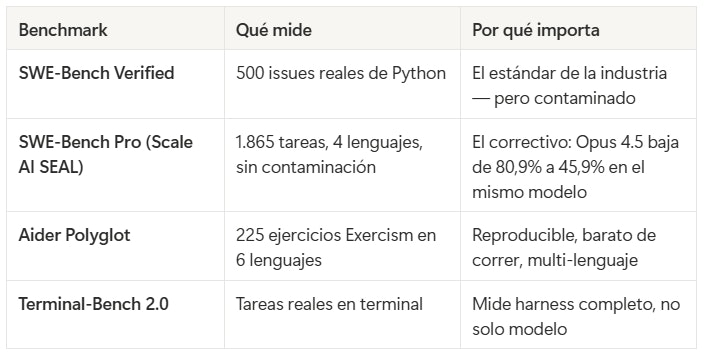 Benchmark
Qué mide
Por qué importa
SWE-Bench Verified
500 issues reales de Python
El estándar de la industria
— pero contaminado
SWE-Bench Pro (Scale
AI SEAL)
1.865 tareas, 4 lenguajes,
sin contaminación
El correctivo: Opus 4.5 baja
de 80,9% a 45,9% en el
mismo modelo
Aider Polyglot
225 ejercicios Exercism en
6 lenguajes
Reproducible, barato de
correr, multi-lenguaje
Terminal-Bench 2.0
Tareas reales en terminal
Mide harness completo, no
solo modelo